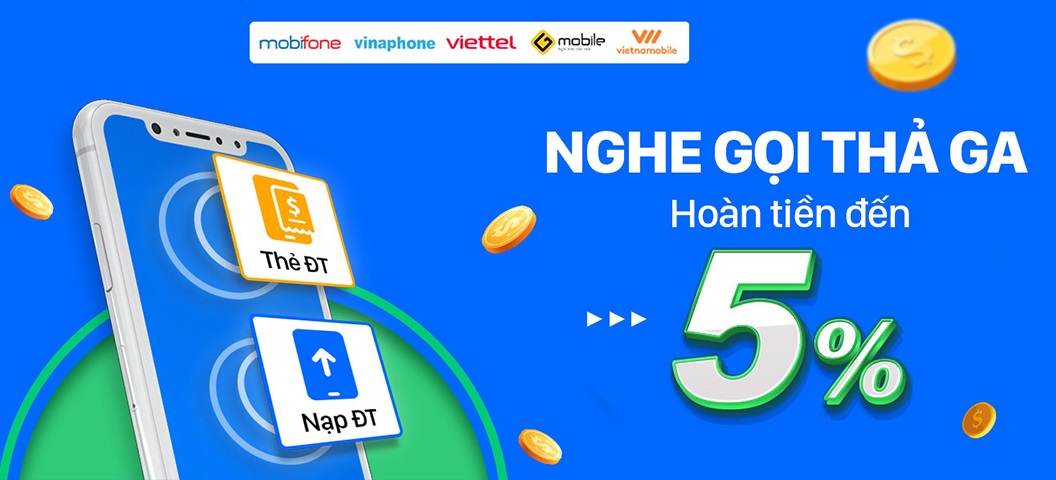 mobifone vinaphone viettel G mobile vietnamobile
NGHE GỌI THẢ GA
Hoàn tiền đến
5%
Thẻ ĐT
Nạp ĐT